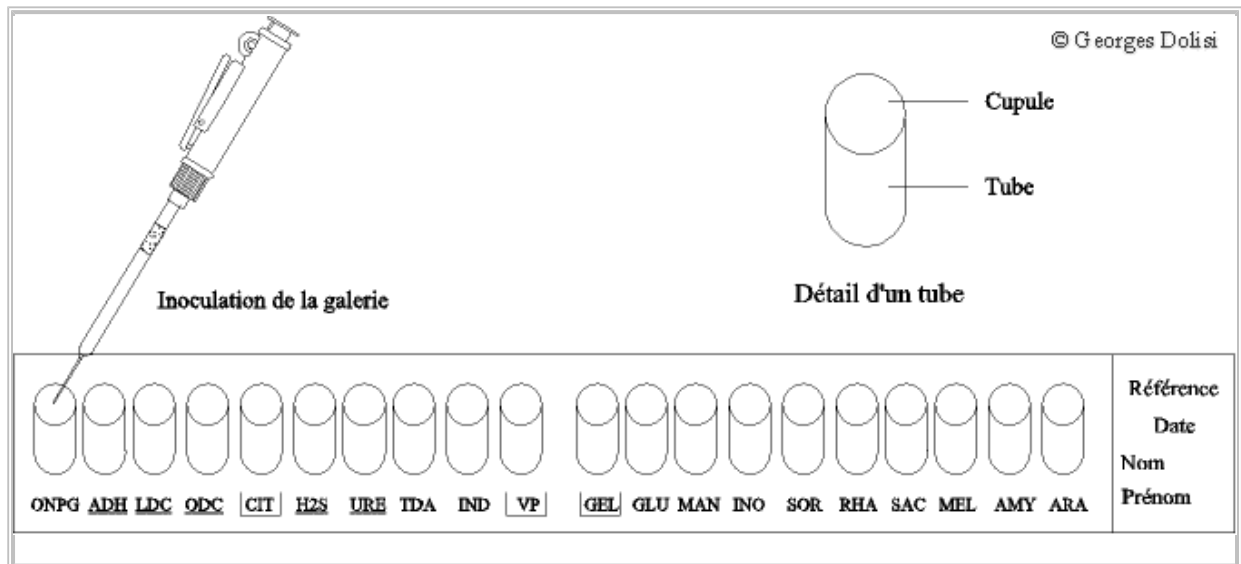 © Georges Dolisi
Cupule
Tube
Inoculation de la galerie
Détail d'un tube
Référence
Date
Nom
Prénom
ONPG ADH LDC ODC CIT H2S URE TDA IND VP GEL GLU MAN INO SOR RHA SAC MEL AMY ARA